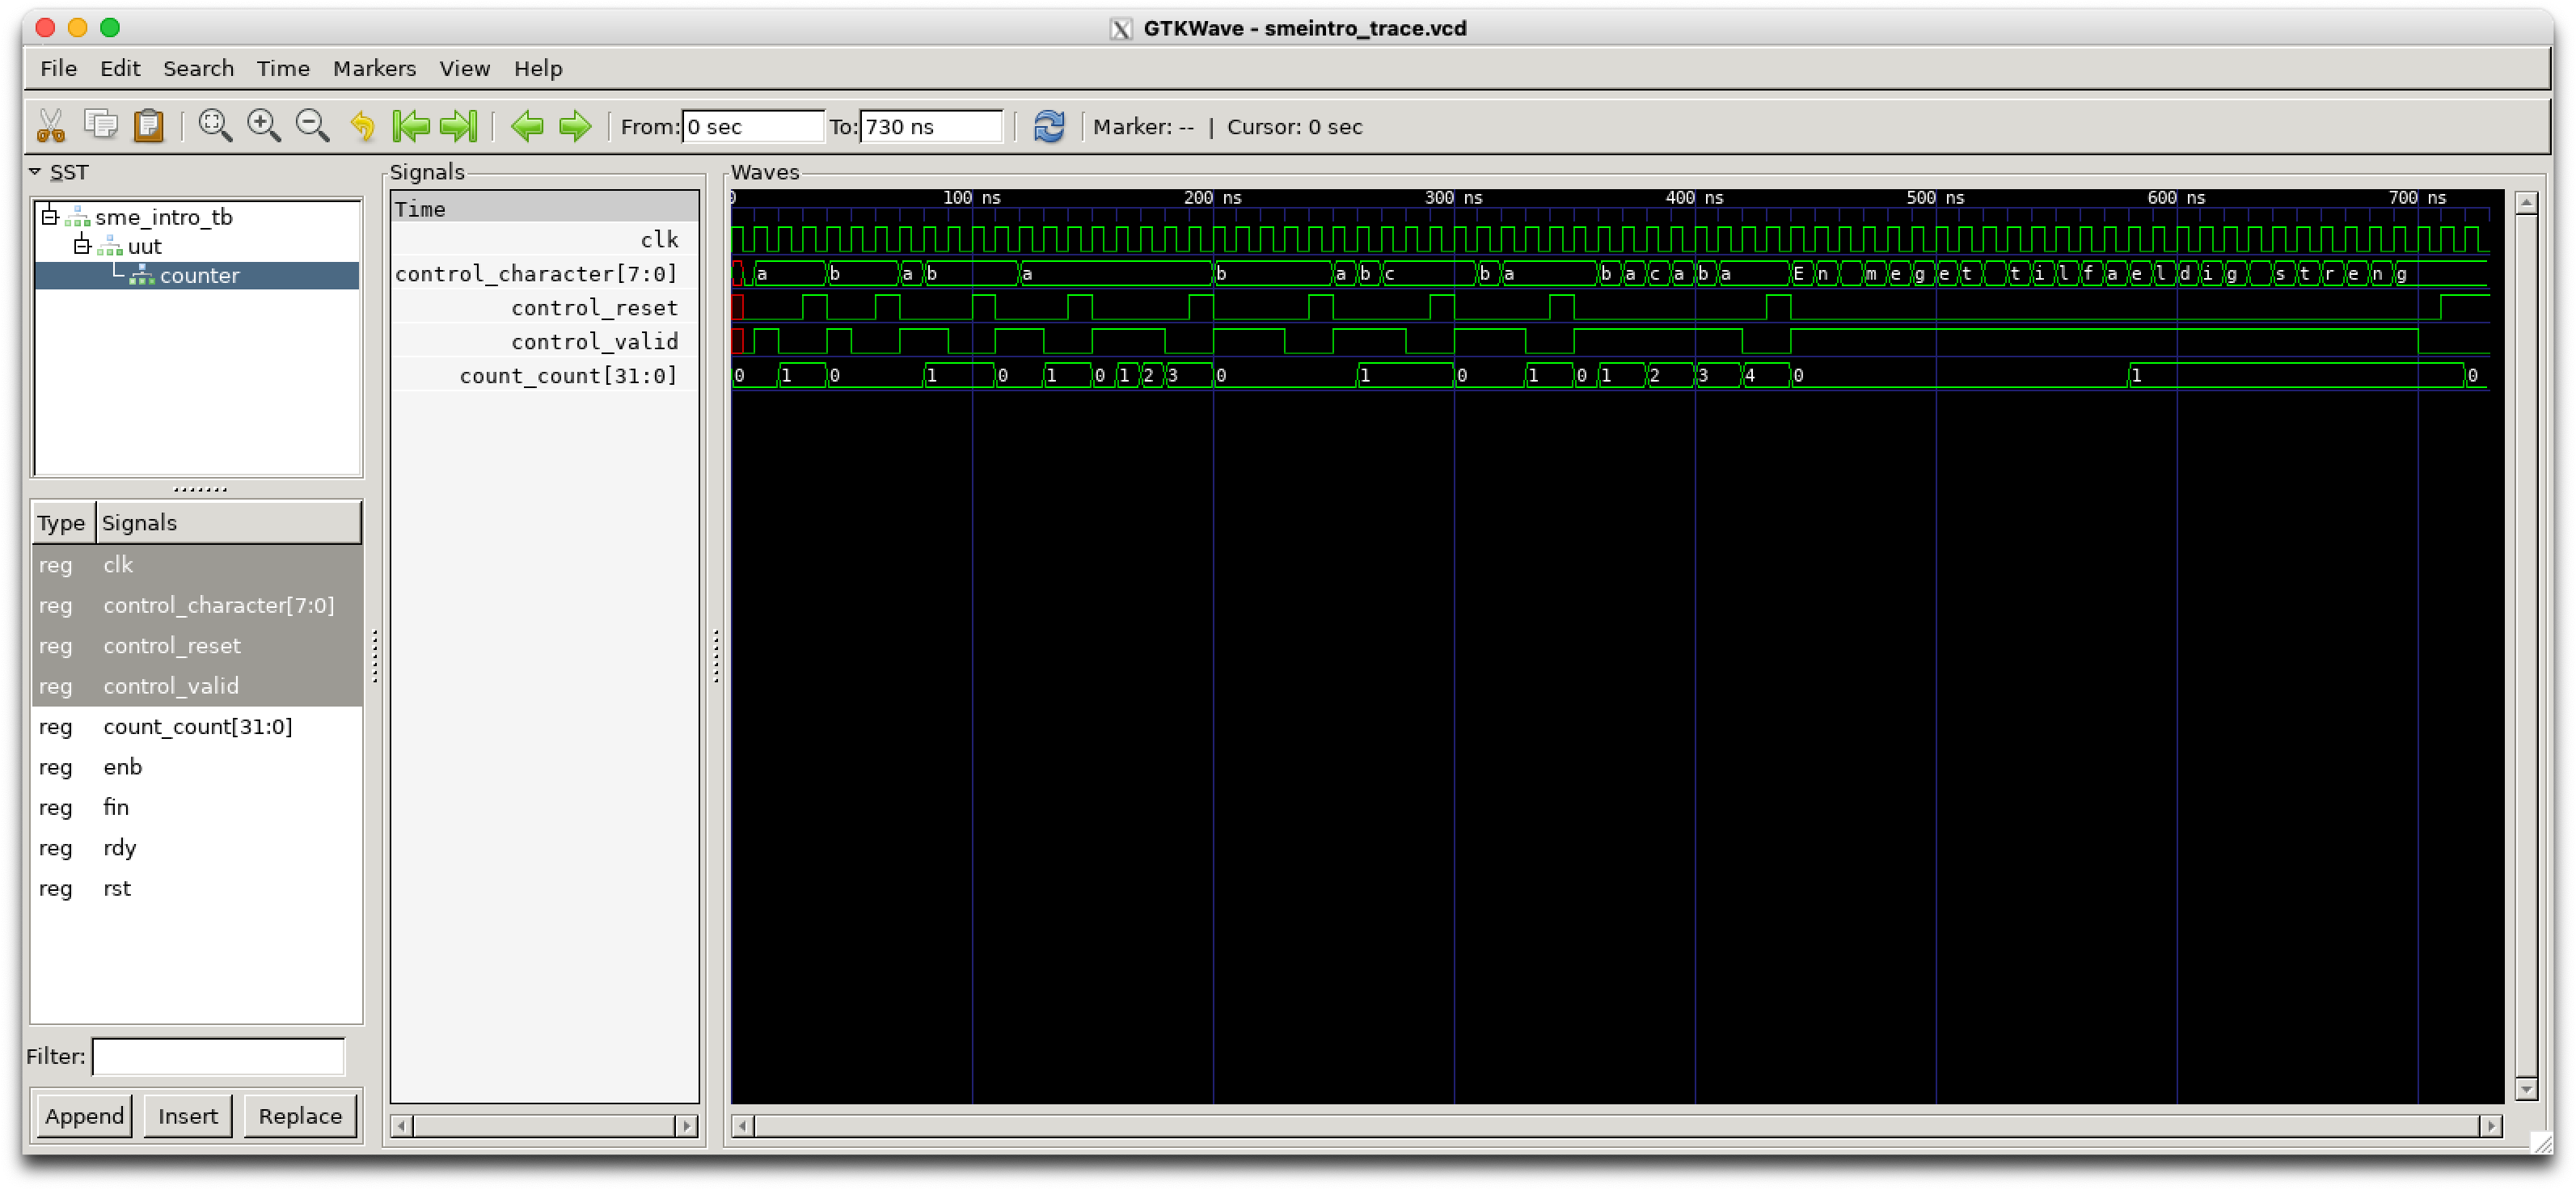 GTKWave - smeintro_trace.vcd
File Edit Search Time Markers View Help
From: 0 sec To: 730 ns Marker: -- | Cursor: 0 sec
SST
sme_intro_tb
uut
counter
Type Signals
reg clk
reg control_character[7:0]
reg control_reset
reg control_valid
reg count_count[31:0]
reg enb
reg fin
reg rdy
reg rst
Filter:
Append Insert Replace
Signals
Time
clk
control_character[7:0]
control_reset
control_valid
count_count[31:0]
Waves
0 100 ns 200 ns 300 ns 400 ns 500 ns 600 ns 700 ns
a b a b a b a b c b a b a c a b a E n m e g e t t i l f a e l d i g s t r e n g
0 1 0 1 0 1 0 1 2 3 0 1 0 1 0 1 2 3 4 0 1 0